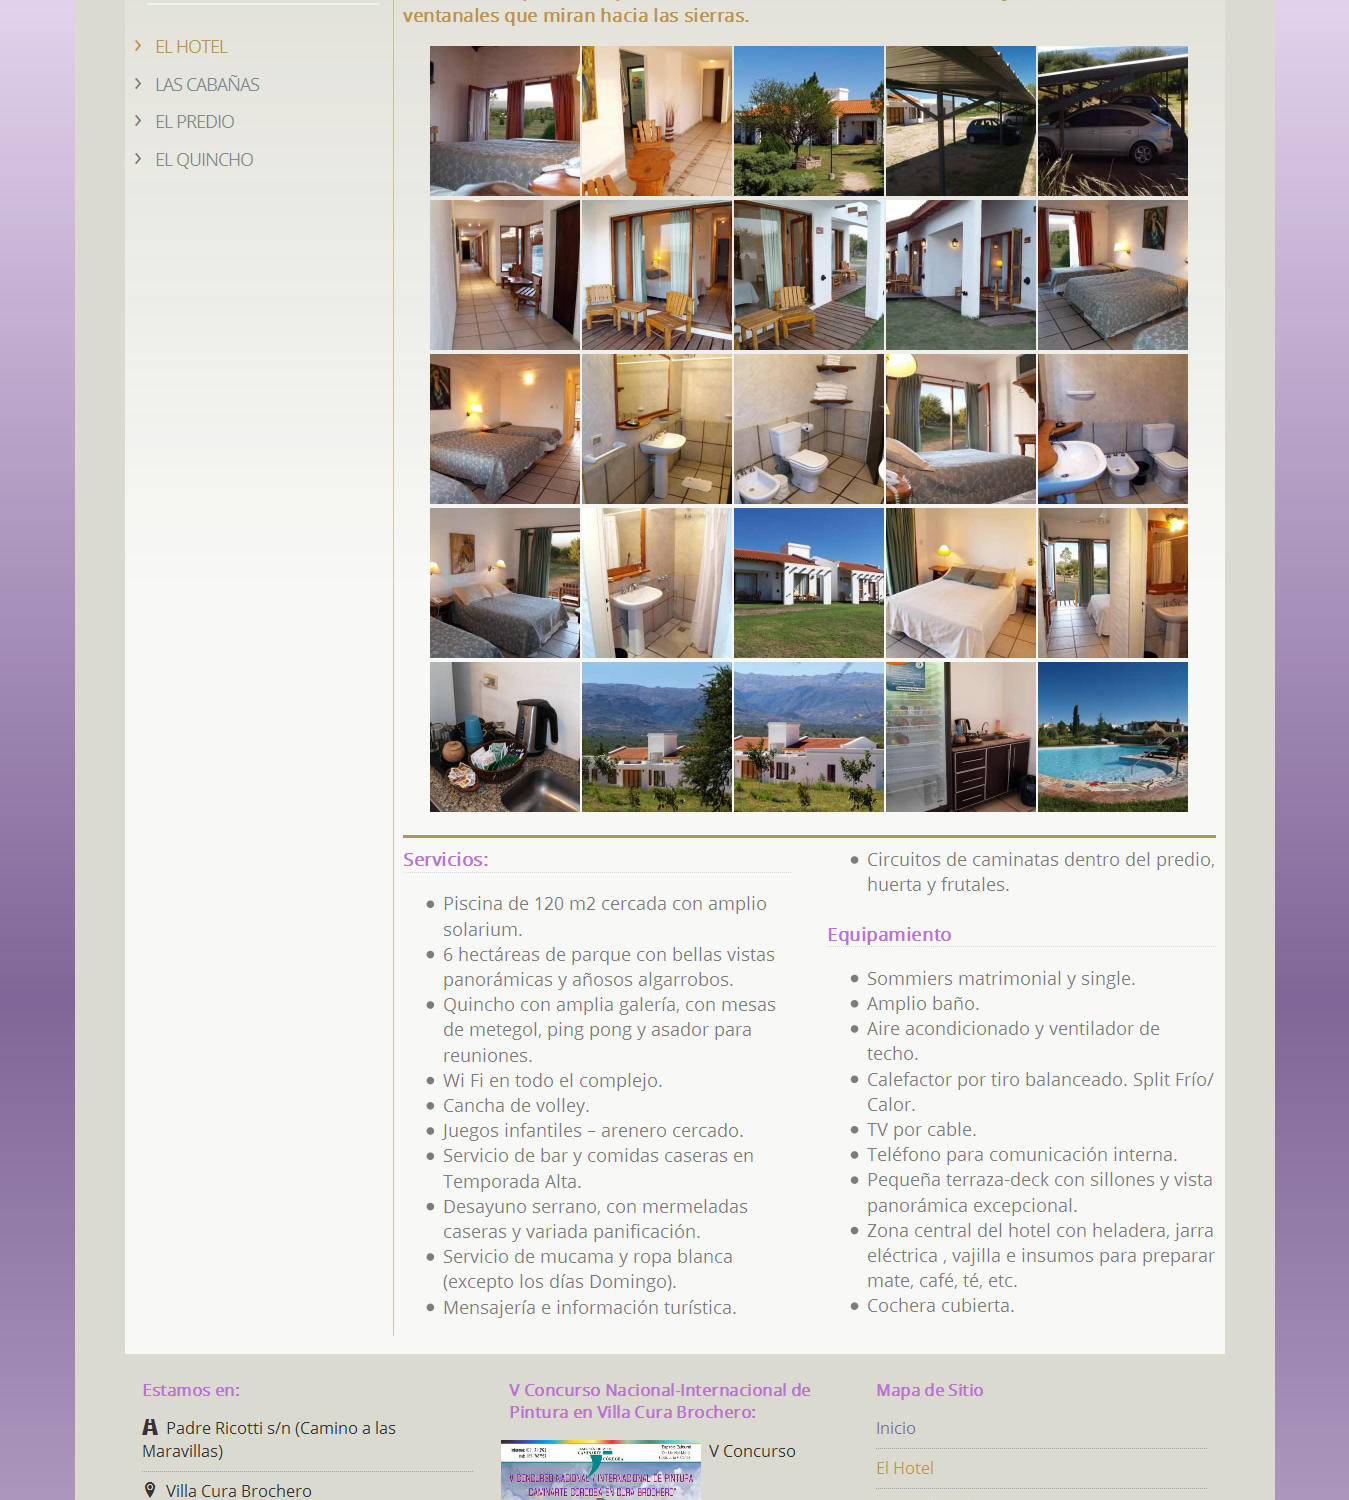 ventanales que miran hacia las sierras.
EL HOTEL
LAS CABAÑAS
EL PREDIO
EL QUINCHO
Servicios:
Piscina de 120 m2 cercada con amplio
solarium.
6 hectáreas de parque con bellas vistas
panorámicas y añosos algarrobos.
Quincho con amplia galería, con mesas
de metegol, ping pong y asador para
reuniones.
Wi Fi en todo el complejo.
Cancha de volley.
Juegos infantiles – arenero cercado.
Servicio de bar y comidas caseras en
Temporada Alta.
Desayuno serrano, con mermeladas
caseras y variada panificación.
Servicio de mucama y ropa blanca
(excepto los días Domingo).
Mensajería e información turística.
Circuitos de caminatas dentro del predio,
huerta y frutales.
Equipamiento
Sommiers matrimonial y single.
Amplio baño.
Aire acondicionado y ventilador de
techo.
Calefactor por tiro balanceado. Split Frío/
Calor.
TV por cable.
Teléfono para comunicación interna.
Pequeña terraza-deck con sillones y vista
panorámica excepcional.
Zona central del hotel con heladera, jarra
eléctrica , vajilla e insumos para preparar
mate, café, té, etc.
Cochera cubierta.
Estamos en:
Padre Ricotti s/n (Camino a las
Maravillas)
Villa Cura Brochero
V Concurso Nacional-Internacional de
Pintura en Villa Cura Brochero:
V CONCURSO NACIONAL / INTERNACIONAL DE PINTURA
CAMINARTE CORDOBA EN CURA BROCHERO"
V Concurso
Mapa de Sitio
Inicio
El Hotel